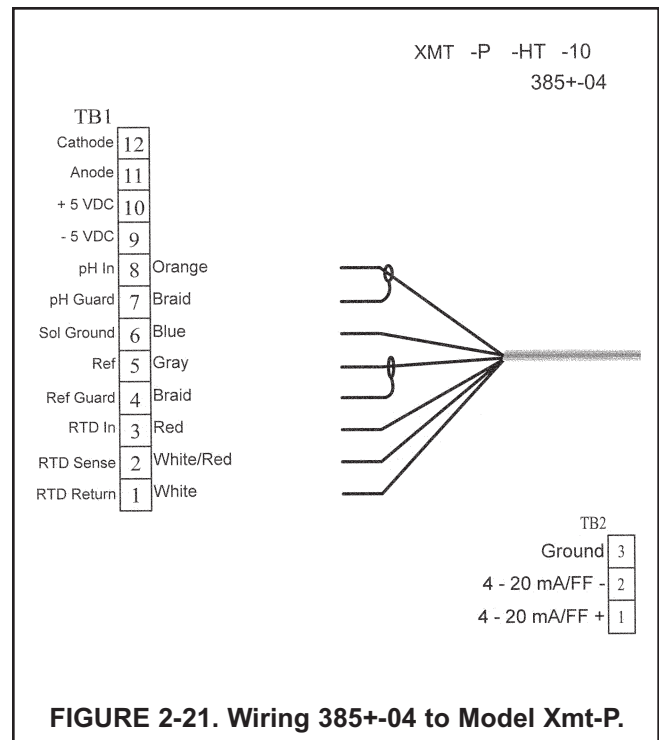 XMT -P -HT -10
385+-04
TB1
Cathode 12
Anode 11
+ 5 VDC 10
- 5 VDC 9
pH In 8 Orange
pH Guard 7 Braid
Sol Ground 6 Blue
Ref 5 Gray
Ref Guard 4 Braid
RTD In 3 Red
RTD Sense 2 White/Red
RTD Return 1 White
TB2
Ground 3
4 - 20 mA/FF - 2
4 - 20 mA/FF + 1
FIGURE 2-21. Wiring 385+-04 to Model Xmt-P.